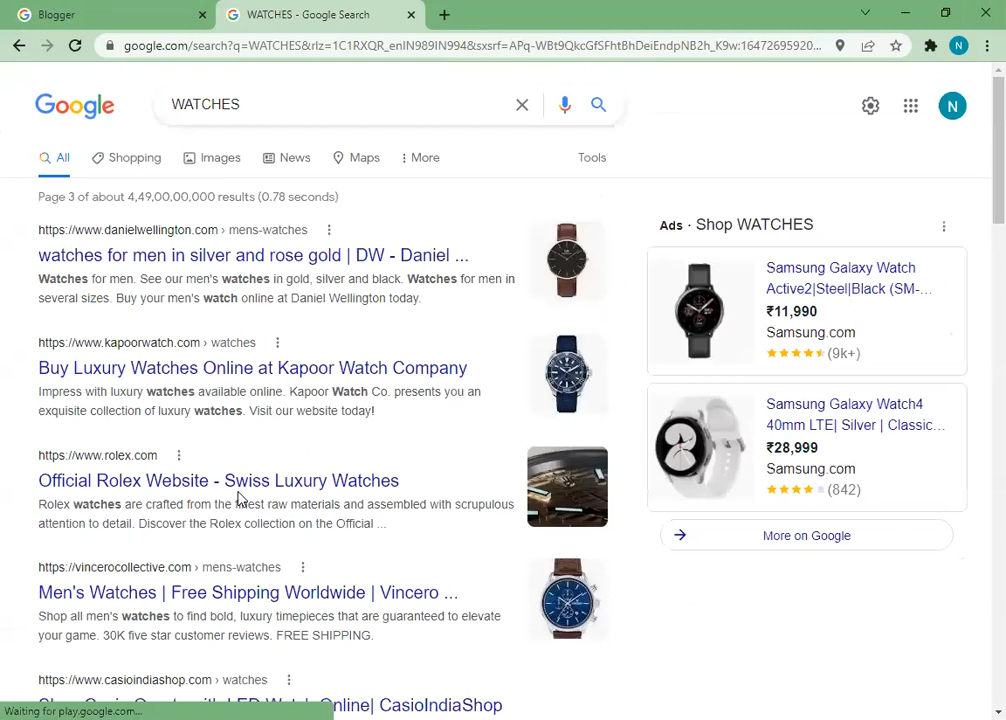 Blogger
WATCHES - Google Search
google.com/search?q=WATCHES&rlz=1C1RXQR_enIN989IN994&sxsrf=APq-WBt9QkcGfSFhtBhDeiEndpNB2h_K9w:16472695920...
N
Google
WATCHES
N
All
Shopping
Images
News
Maps
More
Tools
Page 3 of about 4,49,00,00,000 results (0.78 seconds)
https://www.danielwellington.com › mens-watches
watches for men in silver and rose gold | DW - Daniel ...
Watches for men. See our men's watches in gold, silver and black. Watches for men in
several sizes. Buy your men's watch online at Daniel Wellington today.
https://www.kapoorwatch.com › watches
Buy Luxury Watches Online at Kapoor Watch Company
Impress with luxury watches available online. Kapoor Watch Co. presents you an
exquisite collection of luxury watches. Visit our website today!
https://www.rolex.com
Official Rolex Website - Swiss Luxury Watches
Rolex watches are crafted from the finest raw materials and assembled with scrupulous
attention to detail. Discover the Rolex collection on the Official ...
https://vincerocollective.com › mens-watches
Men's Watches | Free Shipping Worldwide | Vincero ...
Shop all men's watches to find bold, luxury timepieces that are guaranteed to elevate
your game. 30K five star customer reviews. FREE SHIPPING.
https://www.casioindiashop.com › watches
Online| CasioIndiaShop
Waiting for play.google.com...
Ads · Shop WATCHES
Samsung Galaxy Watch
Active2|Steel|Black (SM-...
₹11,990
Samsung.com
(9k+)
Samsung Galaxy Watch4
40mm LTE| Silver | Classic...
₹28,999
Samsung.com
(842)
More on Google